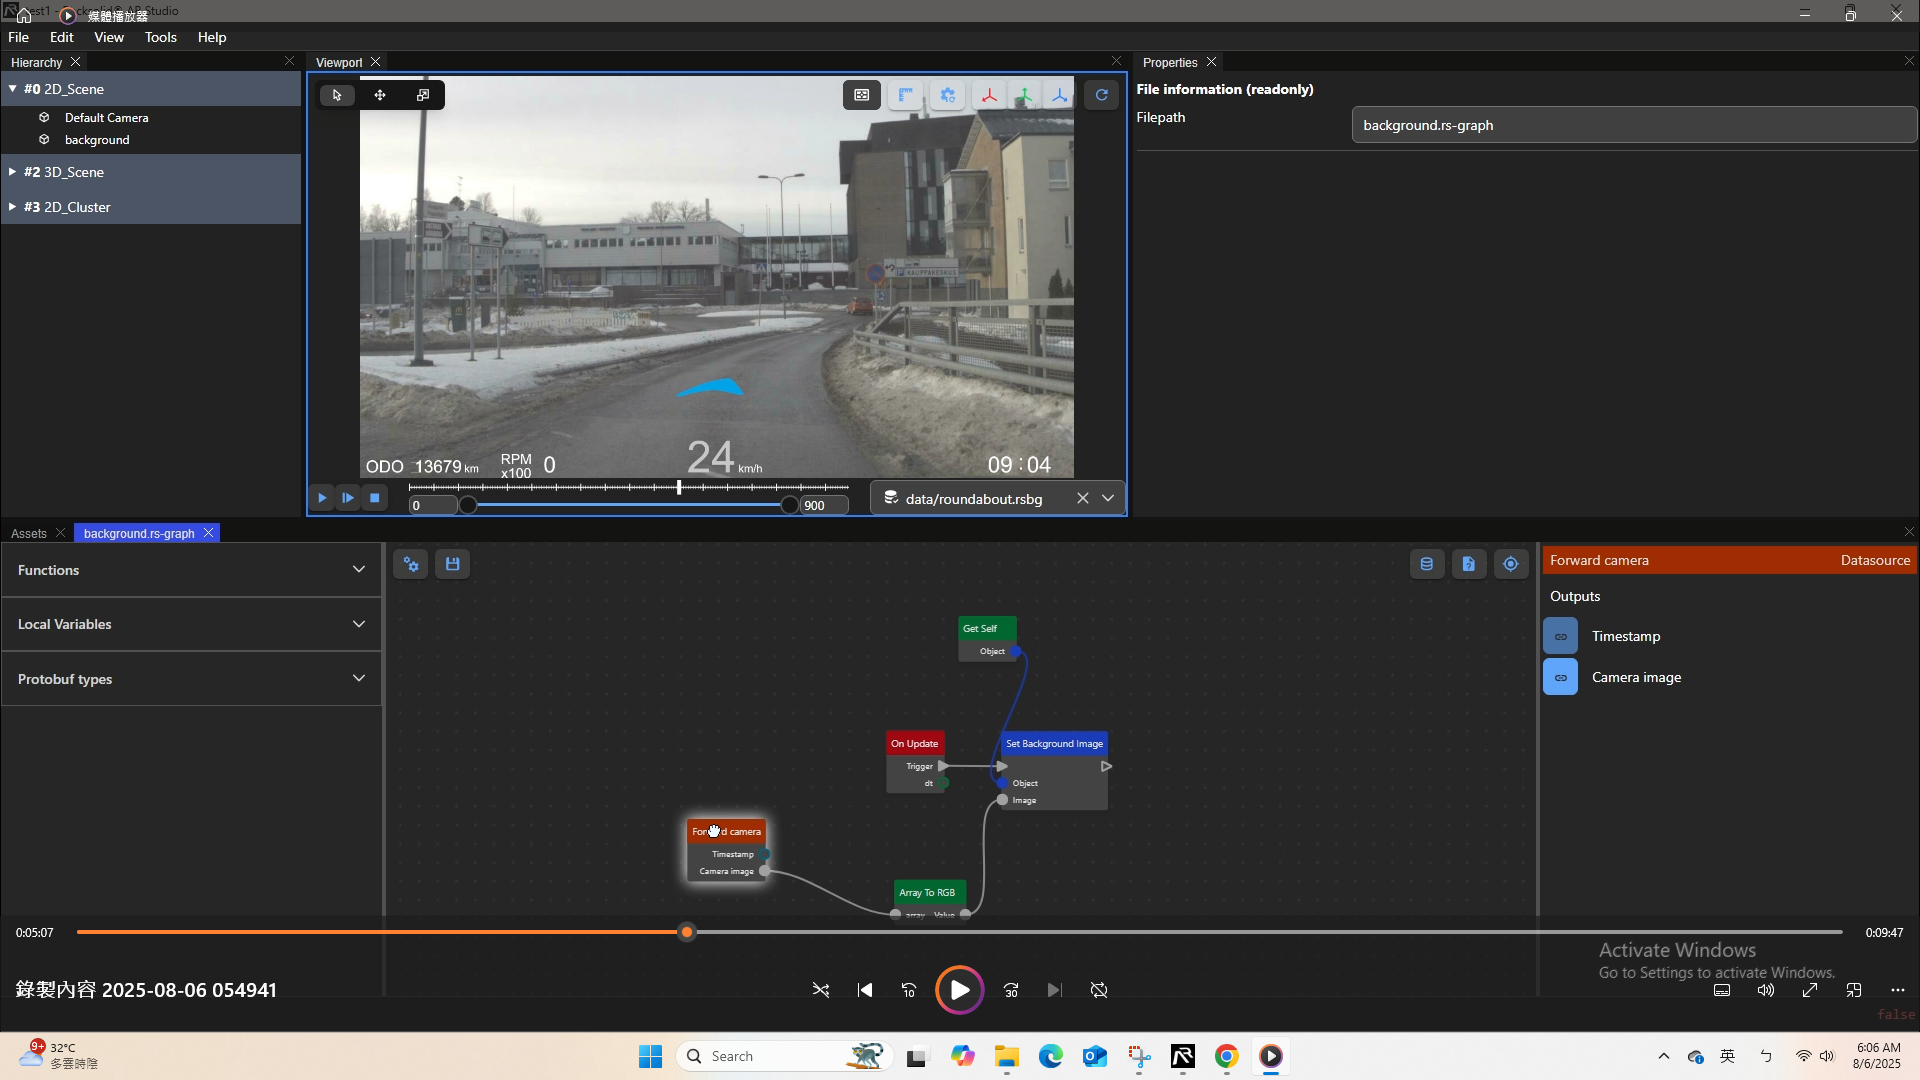 媒體播放器
File Edit View Tools Help
Hierarchy
Viewport
Properties
#0 2D_Scene
Default Camera
background
#2 3D_Scene
#3 2D_Cluster
File information (readonly)
Filepath
background.rs-graph
KAUPPAKESKUS
ODO 13679 km
RPM x100 0
24 km/h
09:04
0
900
data/roundabout.rsbg
Assets
background.rs-graph
Functions
Local Variables
Protobuf types
Get Self
Object
On Update
Trigger
dt
Set Background Image
Object
Image
camera
Timestamp
Camera image
Array To RGB
array Value
Forward camera Datasource
Outputs
Timestamp
Camera image
0:05:07
0:09:47
Activate Windows
Go to Settings to activate Windows.
錄製內容 2025-08-06 054941
10
30
false
9+
32°C
多雲時陰
Search
英
ㄅ
6:06 AM
8/6/2025